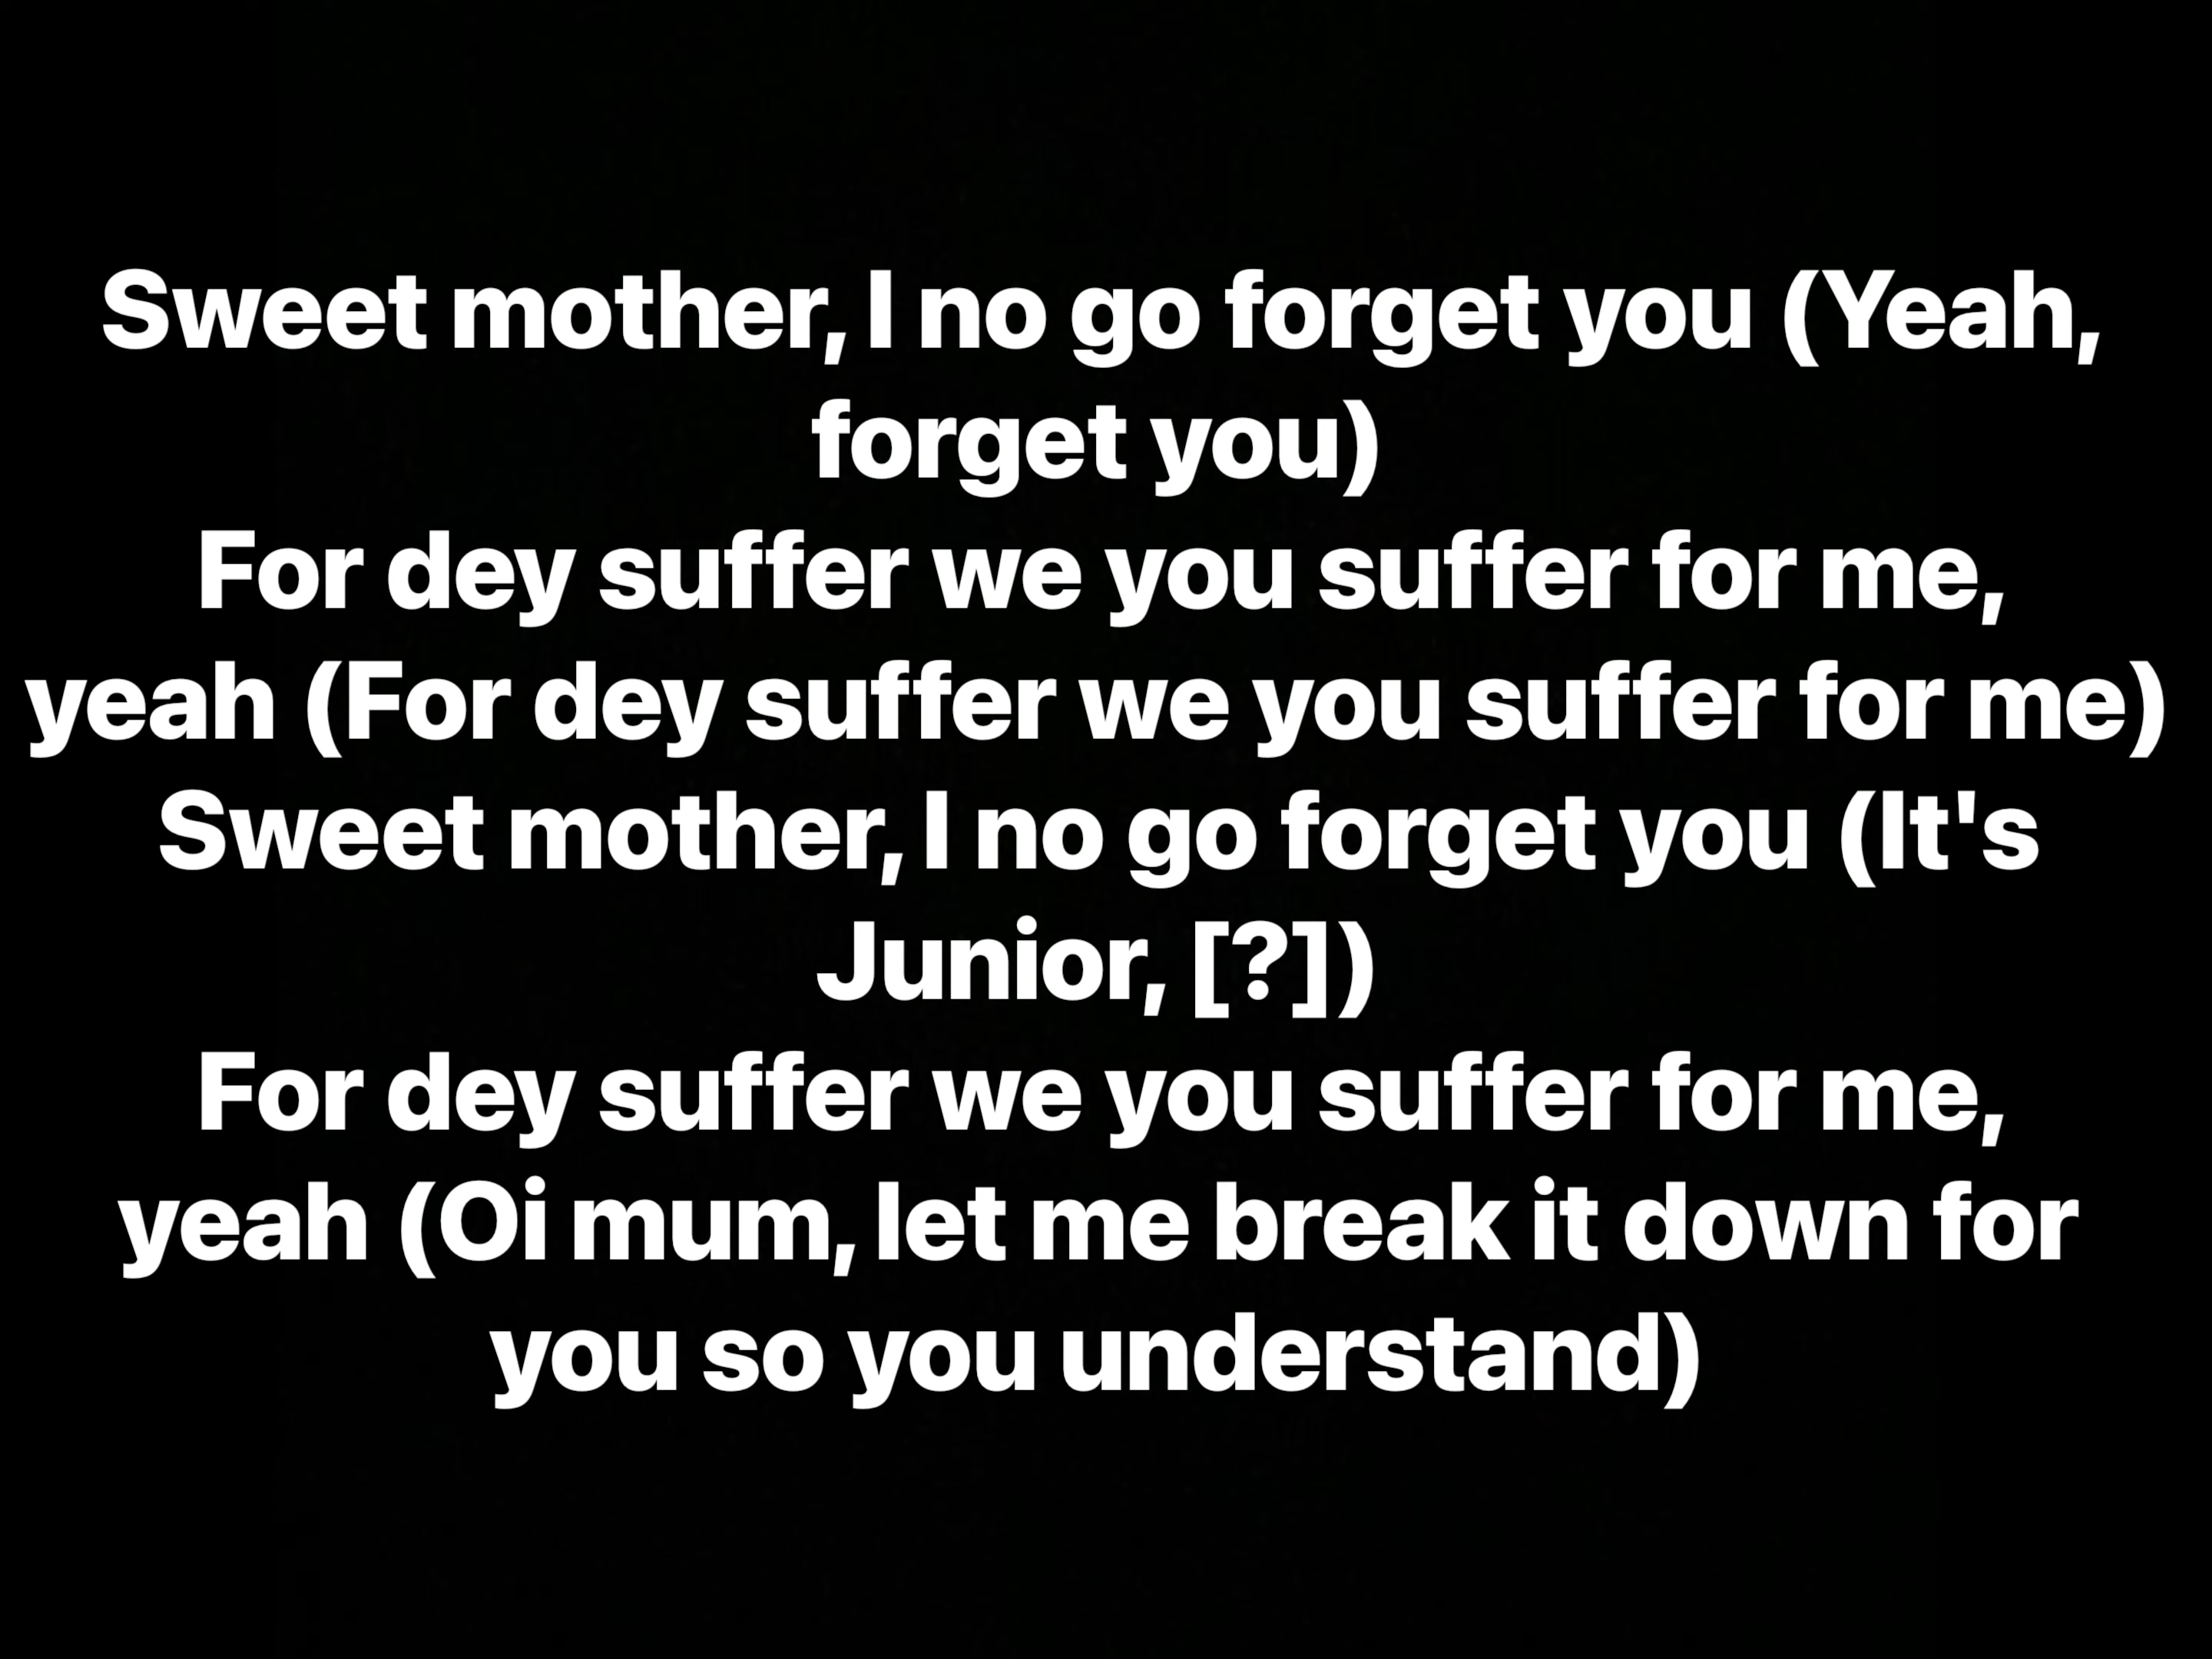 Sweet mother, I no go forget you (Yeah,
forget you)
For dey suffer we you suffer for me,
yeah (For dey suffer we you suffer for me)
Sweet mother, I no go forget you (It's
Junior, [?])
For dey suffer we you suffer for me,
yeah (Oi mum, let me break it down for
you so you understand)